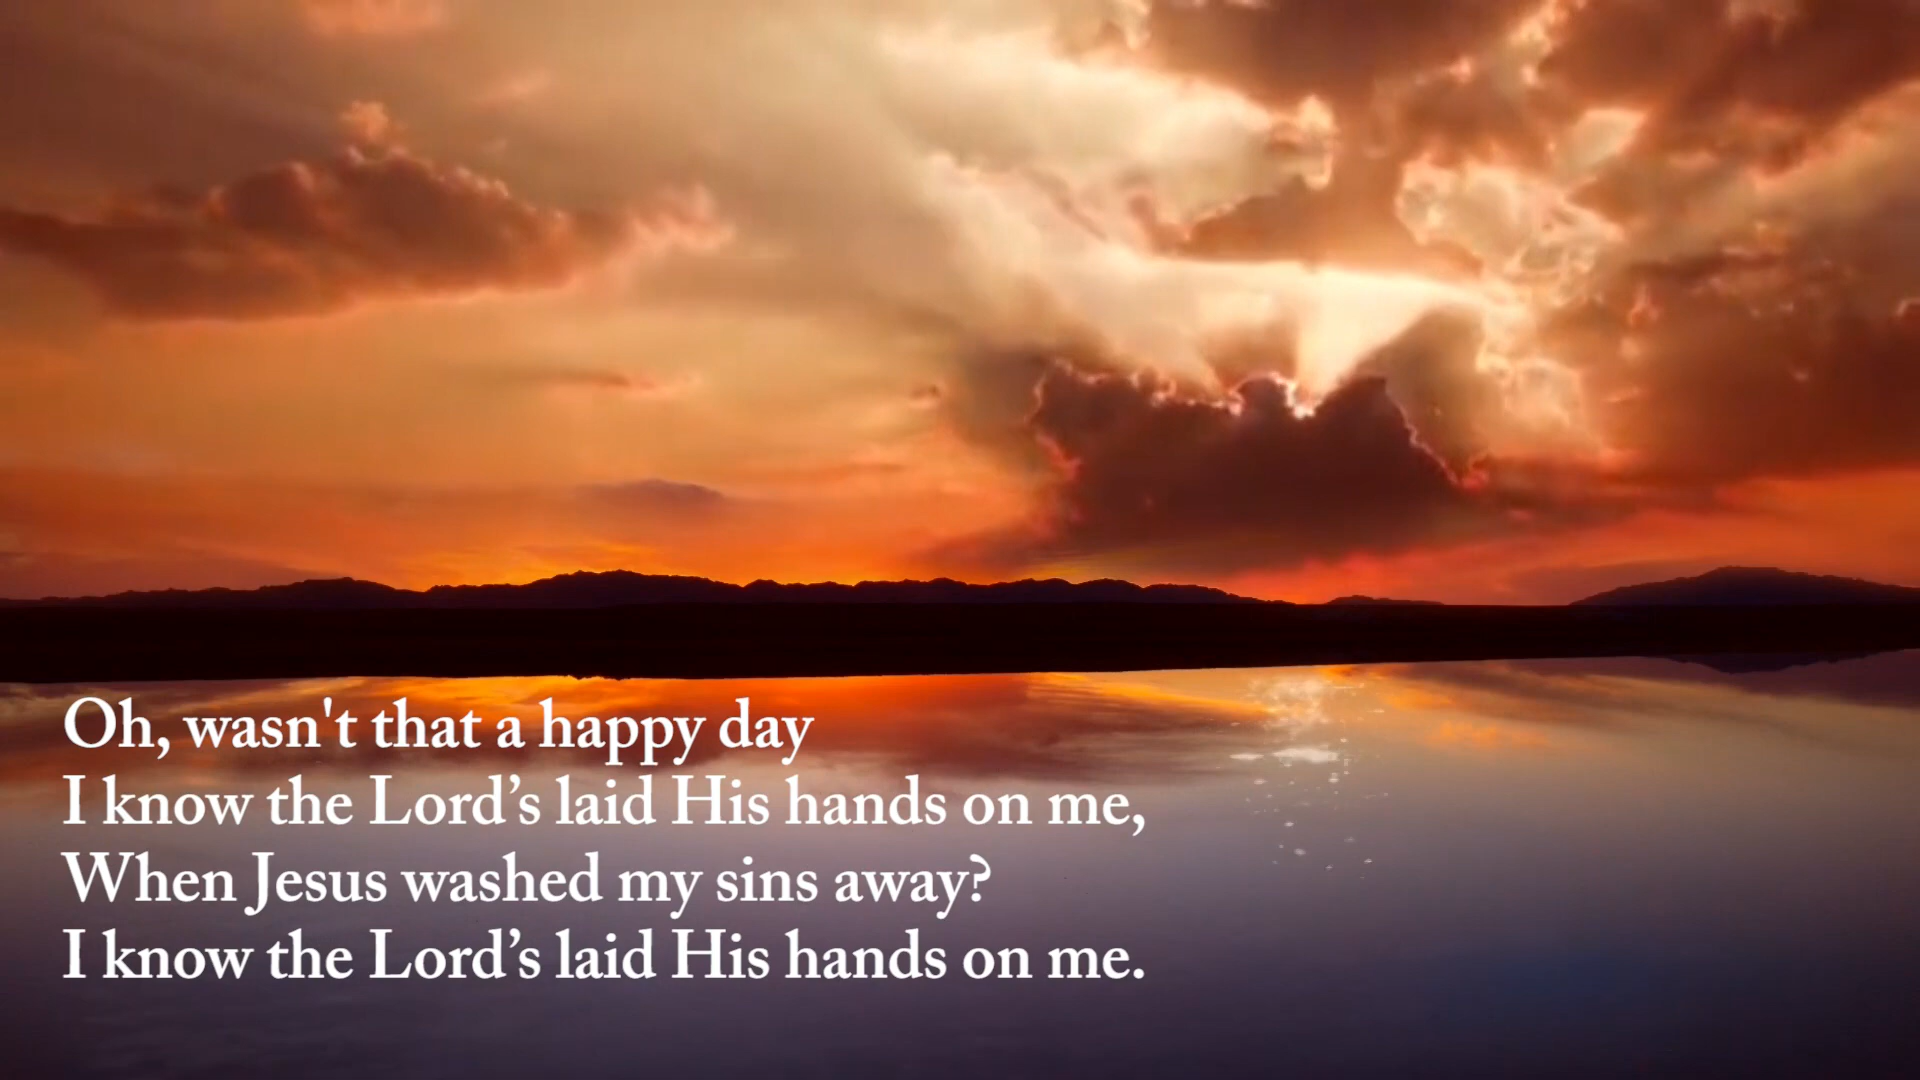 Oh, wasn't that a happy day
I know the Lord’s laid His hands on me,
When Jesus washed my sins away?
I know the Lord’s laid His hands on me.